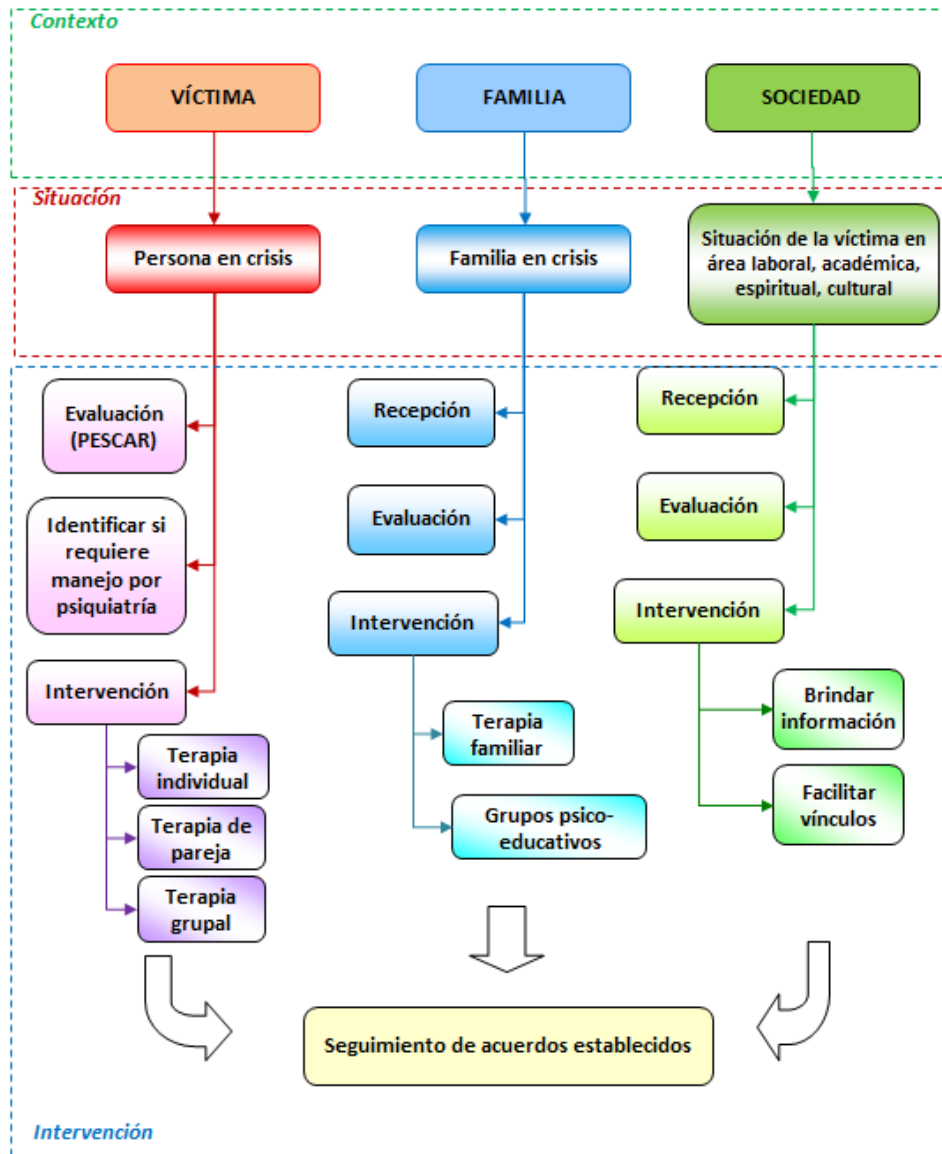 Contexto
VÍCTIMA
FAMILIA
SOCIEDAD
Situación
Persona en crisis
Familia en crisis
Situación de la víctima en
área laboral, académica,
espiritual, cultural
Evaluación
(PESCAR)
Identificar si
requiere
manejo por
psiquiatría
Intervención
Terapia
individual
Terapia de
pareja
Terapia
grupal
Recepción
Evaluación
Intervención
Terapia
familiar
Grupos psico-
educativos
Recepción
Evaluación
Intervención
Brindar
información
Facilitar
vínculos
Seguimiento de acuerdos establecidos
Intervención